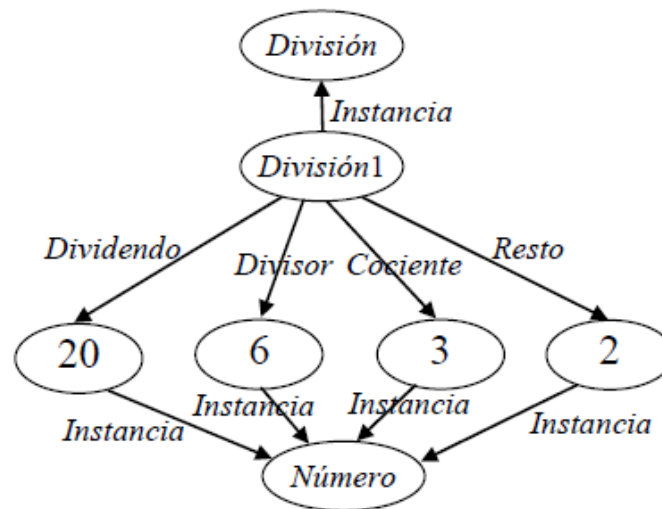 División
Instancia
División1
Dividendo
Divisor Cociente
Resto
20
6
3
2
Instancia
Instancia
Instancia
Instancia
Número